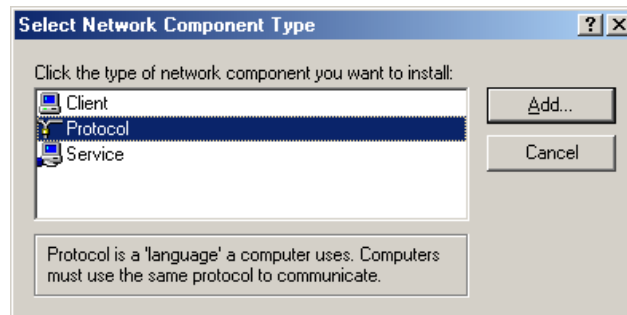 Select Network Component Type
Click the type of network component you want to install:
Client
Protocol
Service
Add...
Cancel
Protocol is a 'language' a computer uses. Computers
must use the same protocol to communicate.